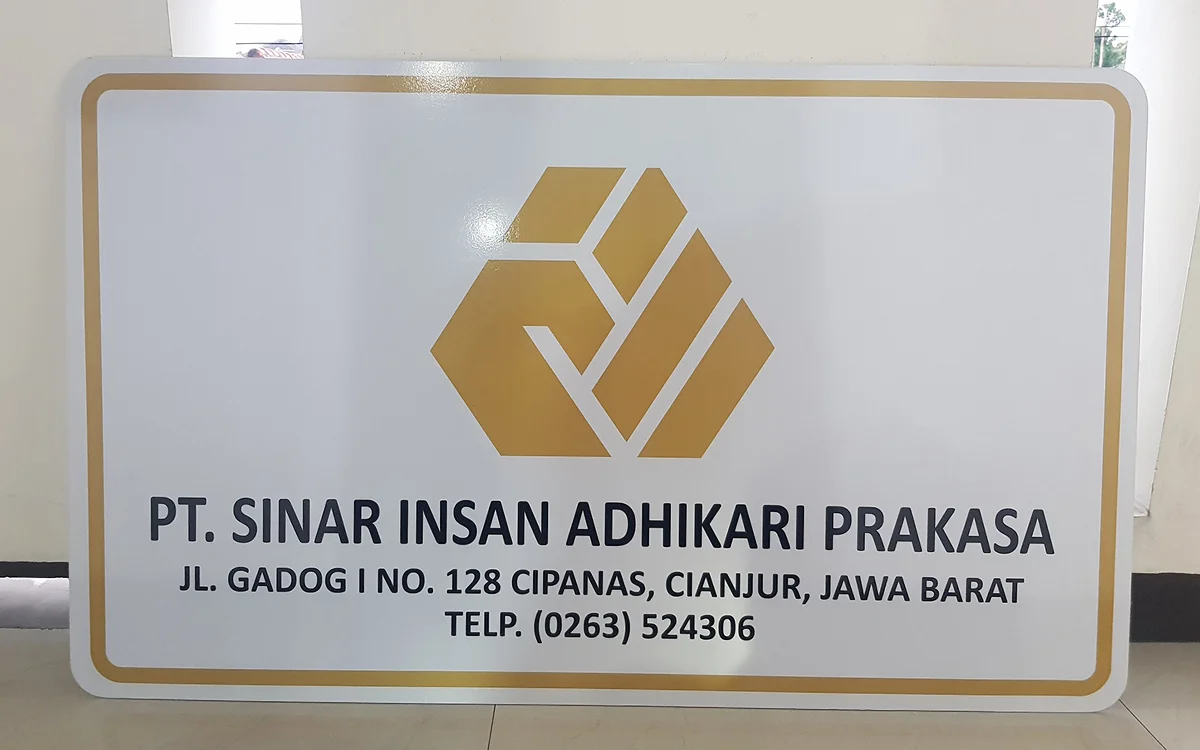 PT. SINAR INSAN ADHIKARI PRAKASA
JL. GADOG I NO. 128 CIPANAS, CIANJUR, JAWA BARAT
TELP. (0263) 524306